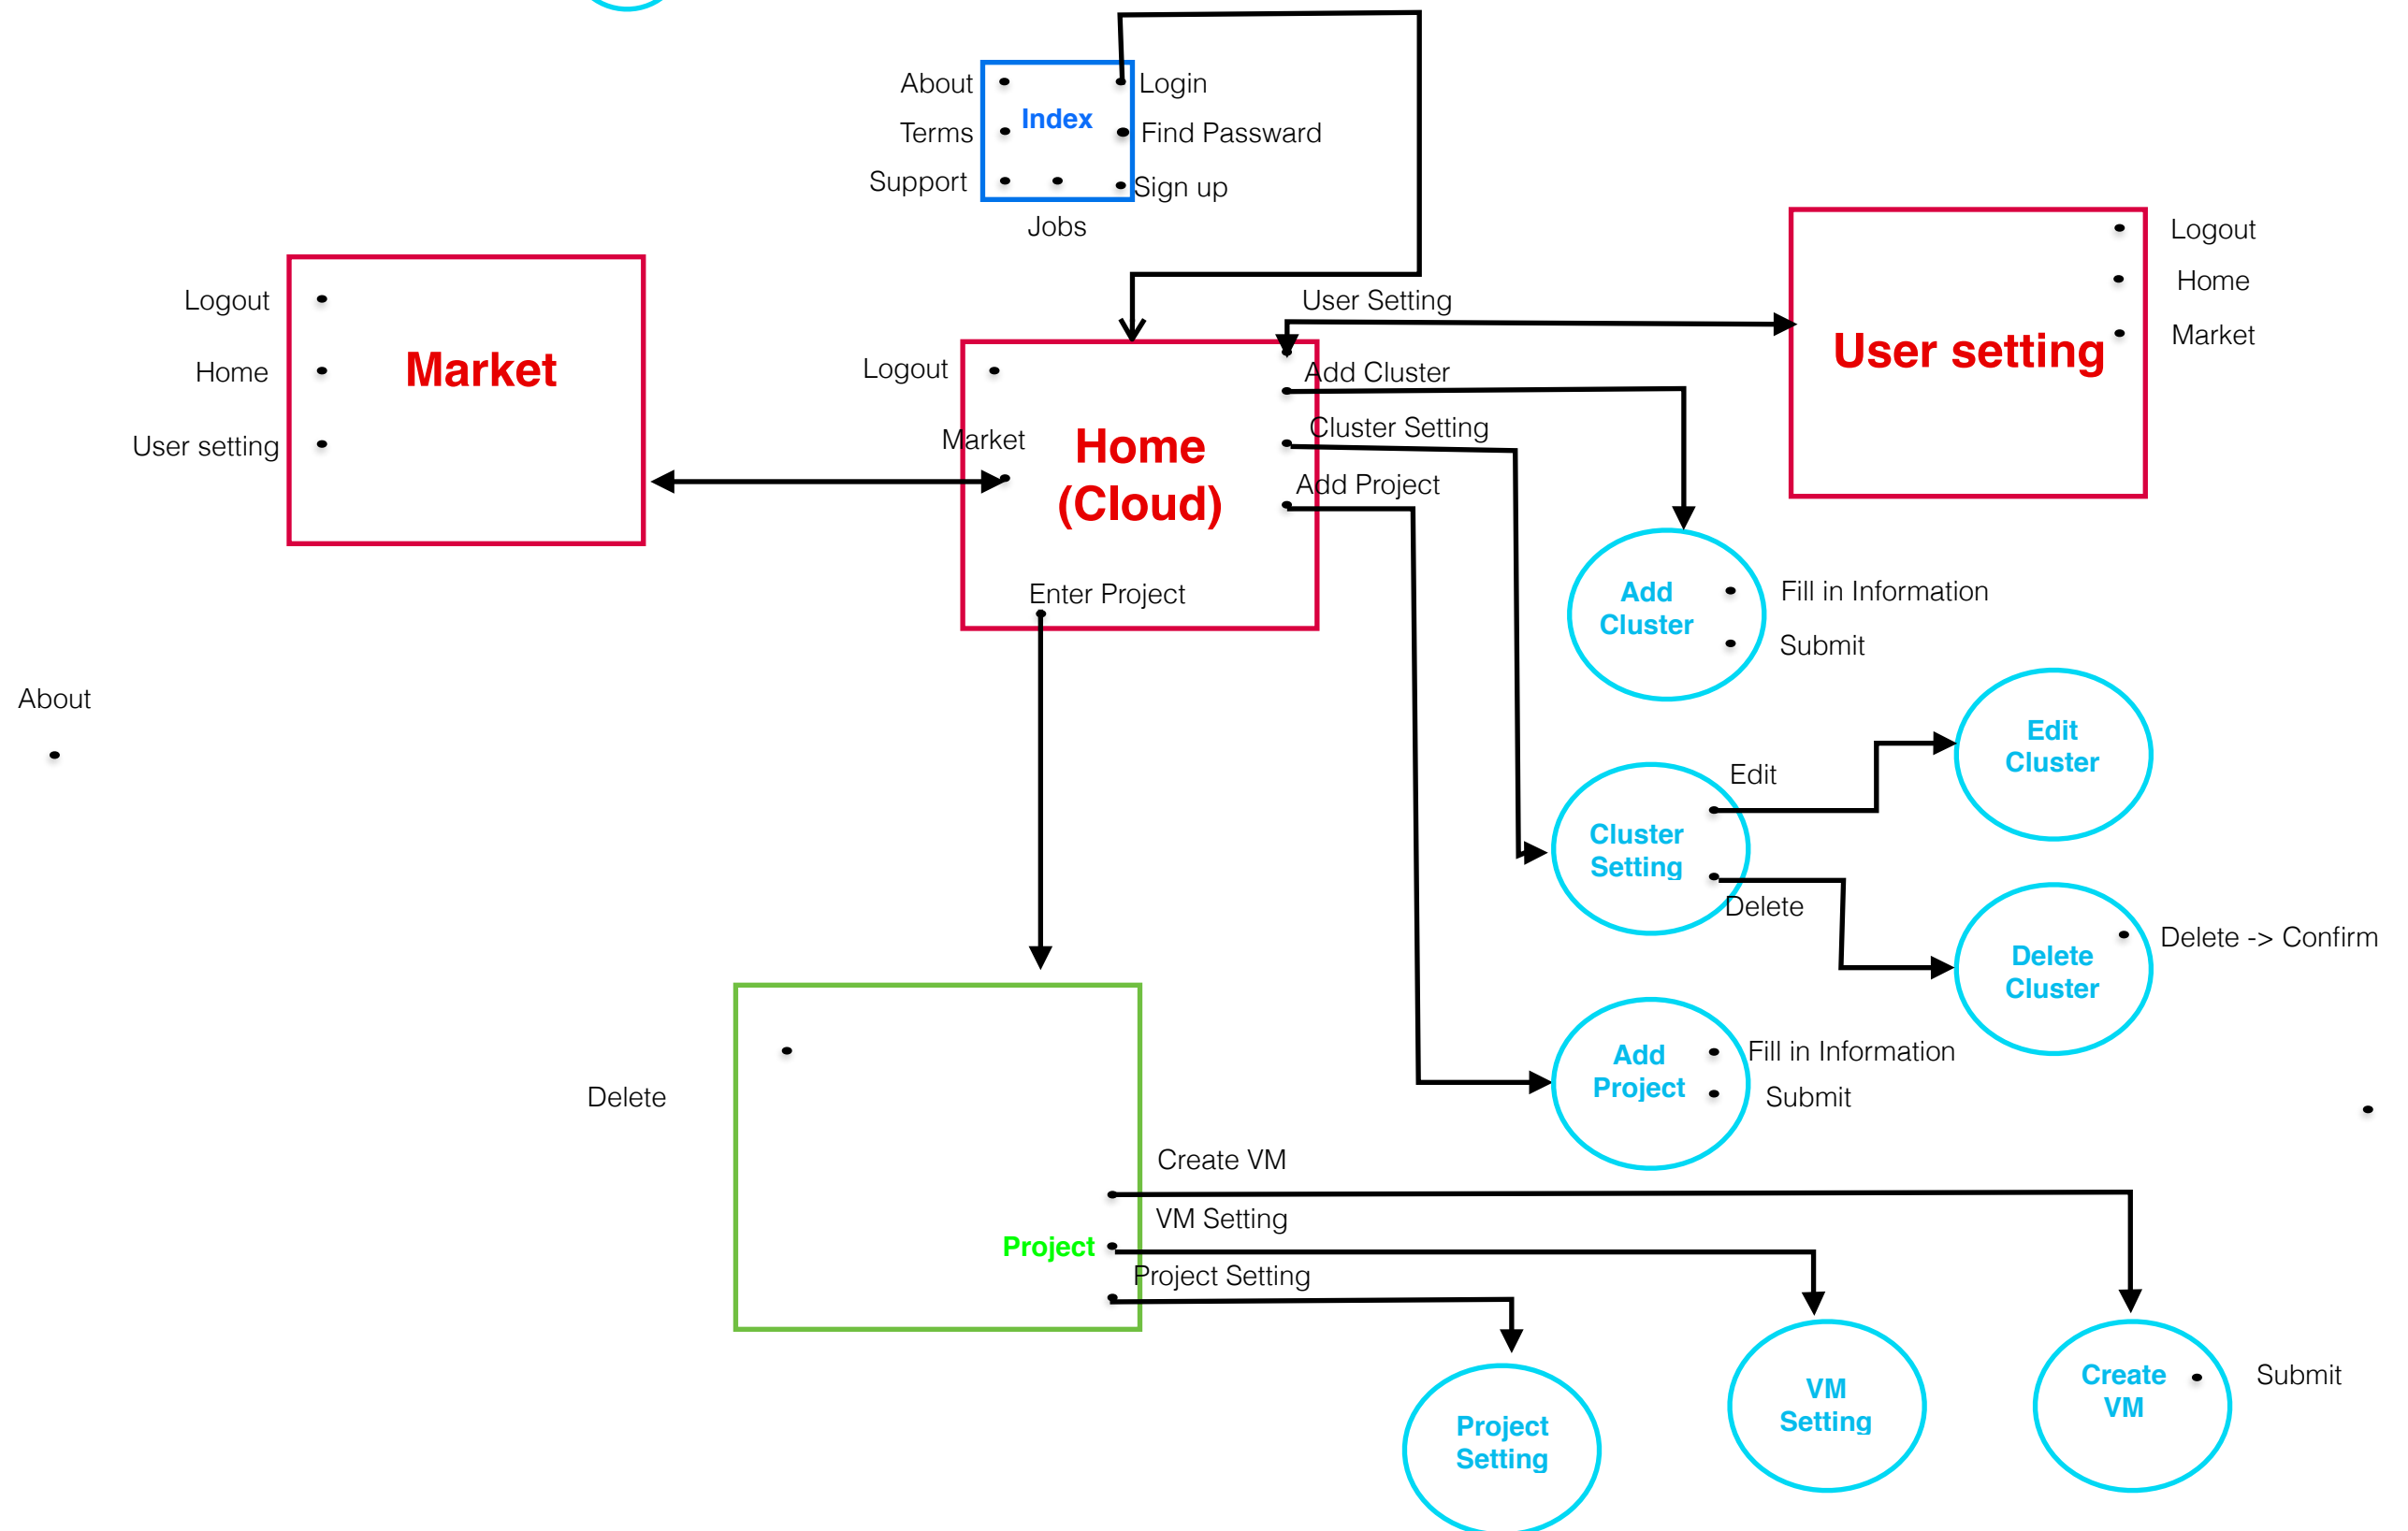 About
Login
Index
Terms
Find Passward
Support
Sign up
Jobs
Logout
Home
User setting
Market
Logout
Market
Home
(Cloud)
User Setting
Add Cluster
Cluster Setting
Add Project
Enter Project
User setting
Logout
Home
Market
Add
Cluster
Fill in Information
Submit
About
Edit
Cluster
Edit
Cluster
Setting
Delete
Delete
Cluster
Delete -> Confirm
Add
Project
Fill in Information
Submit
Delete
Create VM
VM Setting
Project
Project Setting
Project
Setting
VM
Setting
Create
VM
Submit